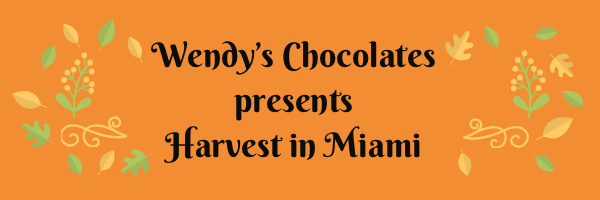 Wendy's Chocolates
presents
Harvest in Miami